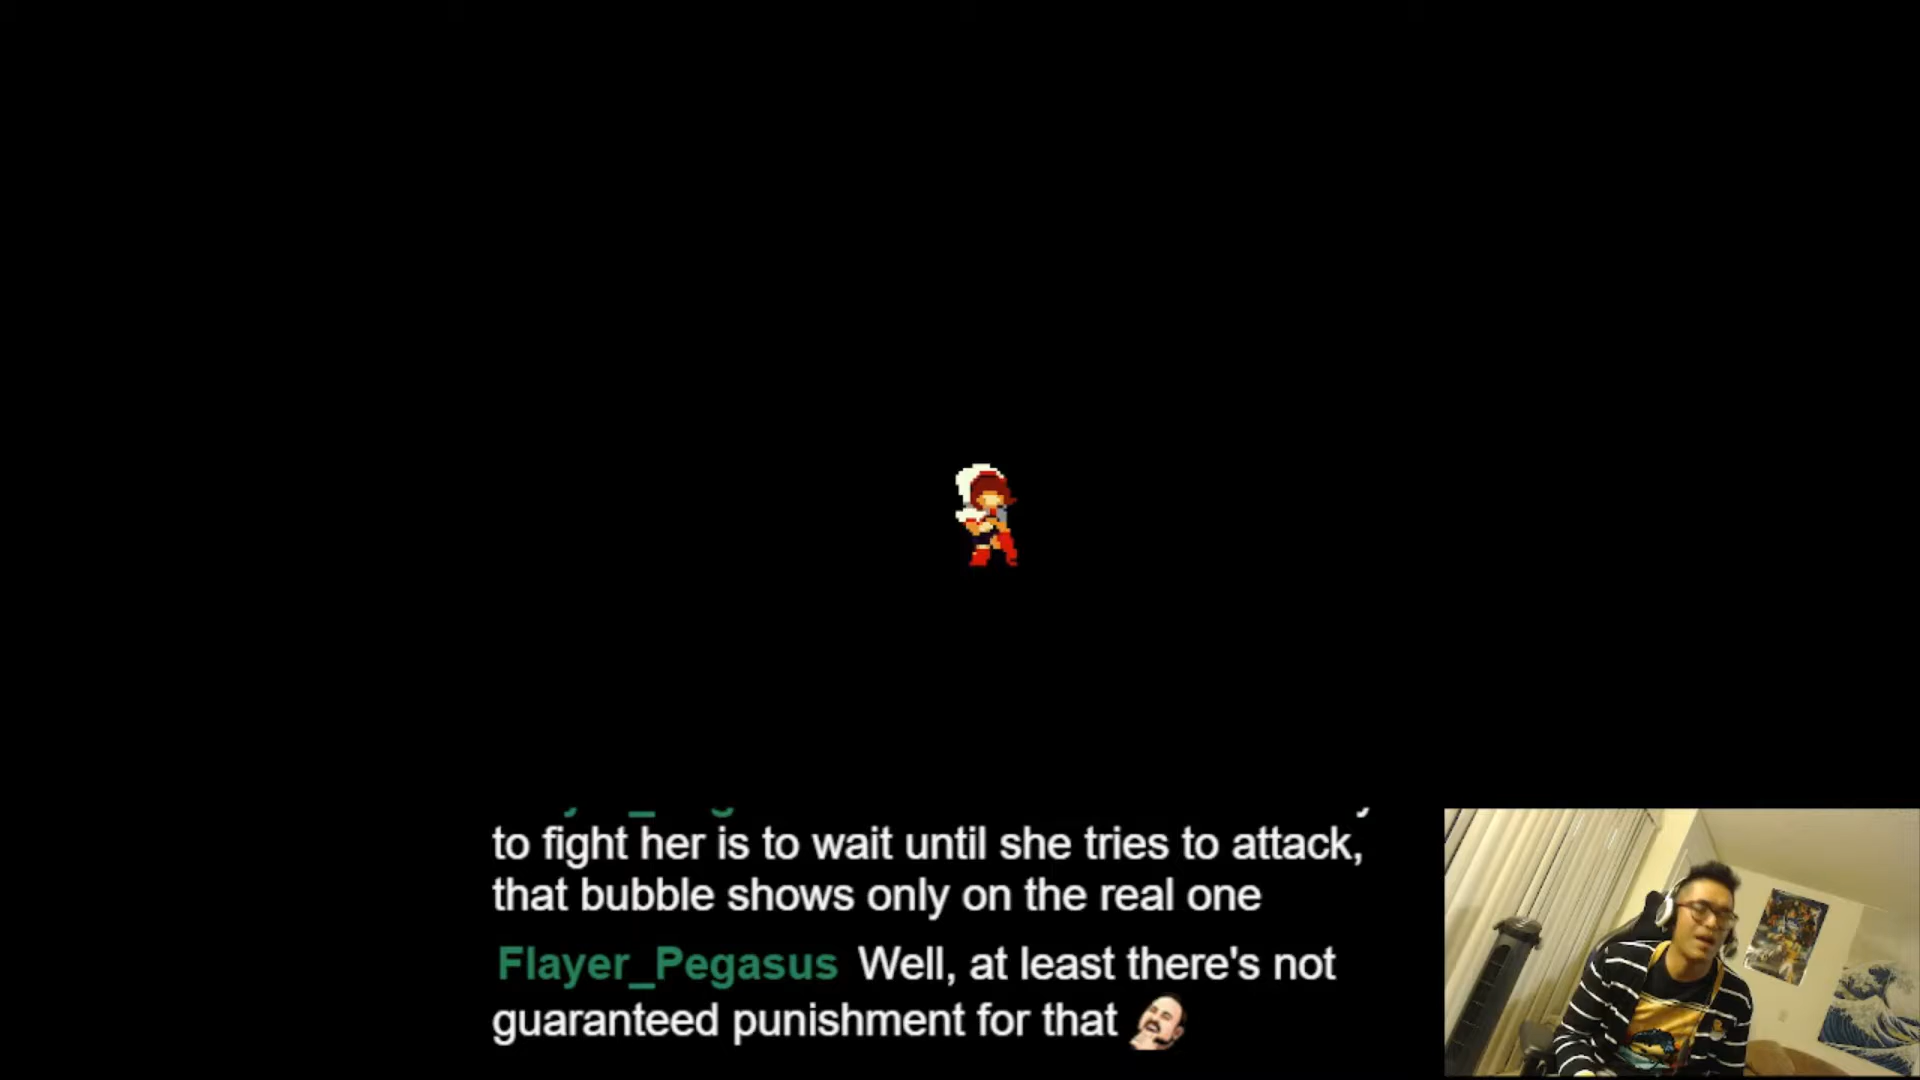 to fight her is to wait until she tries to attack,
that bubble shows only on the real one
Flayer_Pegasus Well, at least there's not
guaranteed punishment for that